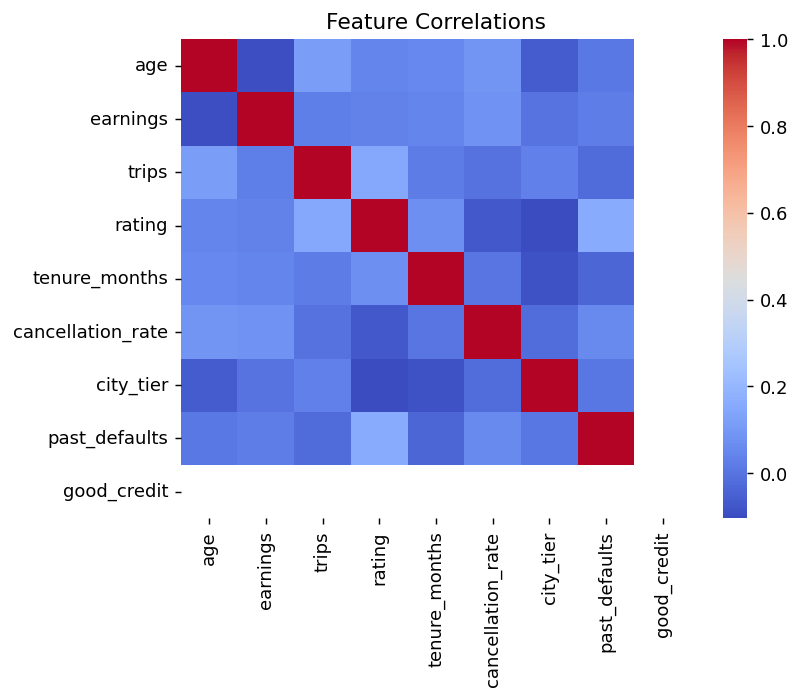 Feature Correlations
age
earnings
trips
rating
tenure_months
cancellation_rate
city_tier
past_defaults
good_credit
age
earnings
trips
rating
tenure_months
cancellation_rate
city_tier
past_defaults
good_credit
1.0
0.8
0.6
0.4
0.2
0.0